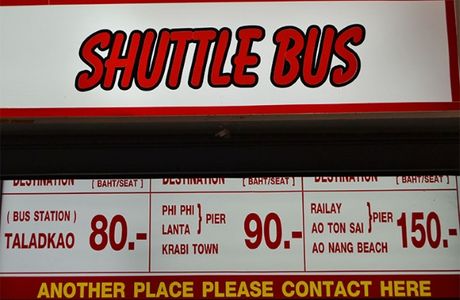 SHUTTLE BUS
DESTINATION [ BAHT/SEAT ] DESTINATION [ BAHT/SEAT ] DESTINATION [ BAHT/SEAT ]
( BUS STATION )
TALADKAO
80.-
PHI PHI
LANTA } PIER
KRABI TOWN
90.-
RAILAY
AO TON SAI } PIER
AO NANG BEACH
150.-
ANOTHER PLACE PLEASE CONTACT HERE